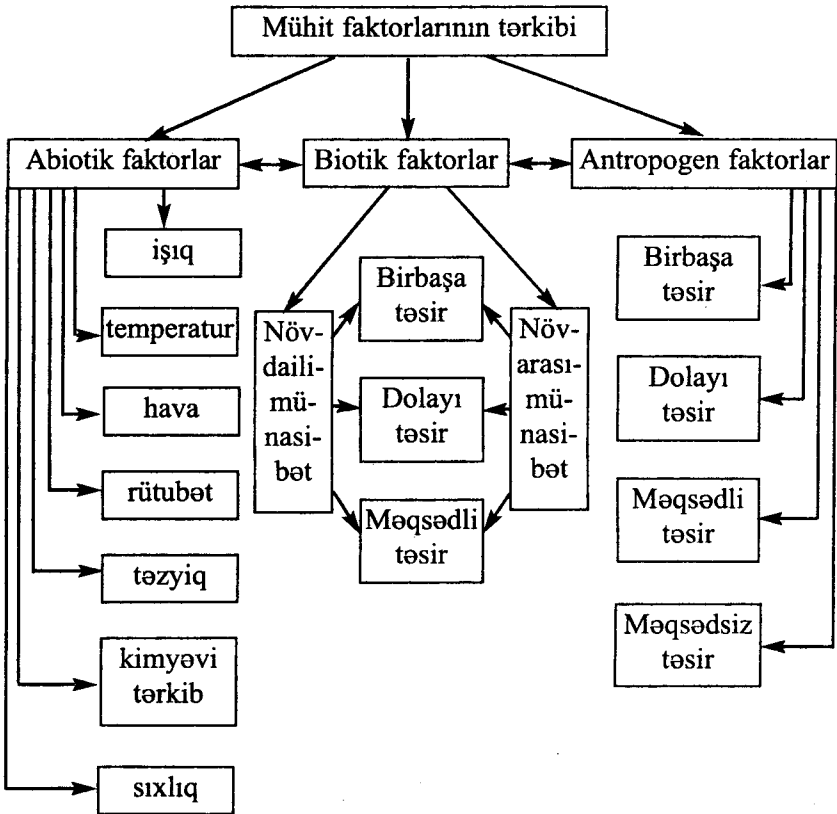 Mühit faktorlarının tərkibi
Abiotik faktorlar
Biotik faktorlar
Antropogen faktorlar
işıq
temperatur
hava
rütubət
təzyiq
kimyəvi
tərkib
sıxlıq
Növ-
daili-
mü-
nasi-
bət
Birbaşa
təsir
Dolayı
təsir
Məqsədli
təsir
Növ-
arası-
mü-
nasi-
bət
Birbaşa
təsir
Dolayı
təsir
Məqsədli
təsir
Məqsədsiz
təsir